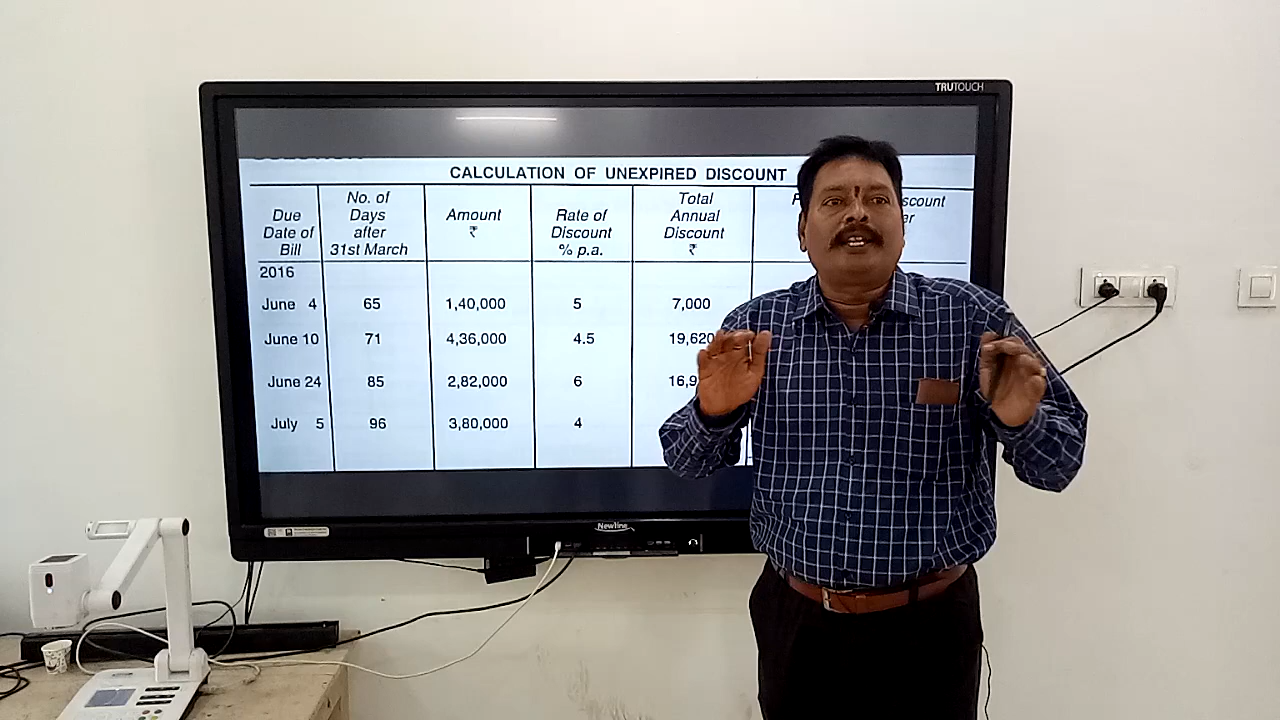 TRUTOUCH
CALCULATION OF UNEXPIRED DISCOUNT
Due Date of Bill No. of Days after 31st March Amount ₹ Rate of Discount % p.a. Total Annual Discount ₹
2016
June 4 65 1,40,000 5 7,000
June 10 71 4,36,000 4.5 19,620
June 24 85 2,82,000 6
July 5 96 3,80,000 4
Newline